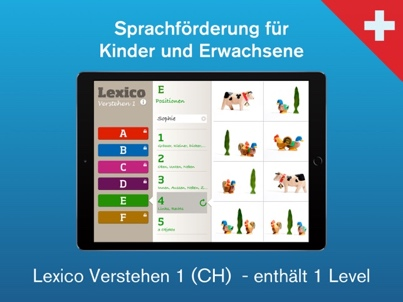 Sprachförderung für
Kinder und Erwachsene
Lexico
Verstehen 1
E
Positionen
Sophie
A
B
C
D
E
F
1
2
3
4
5
Lexico Verstehen 1 (CH) - enthält 1 Level